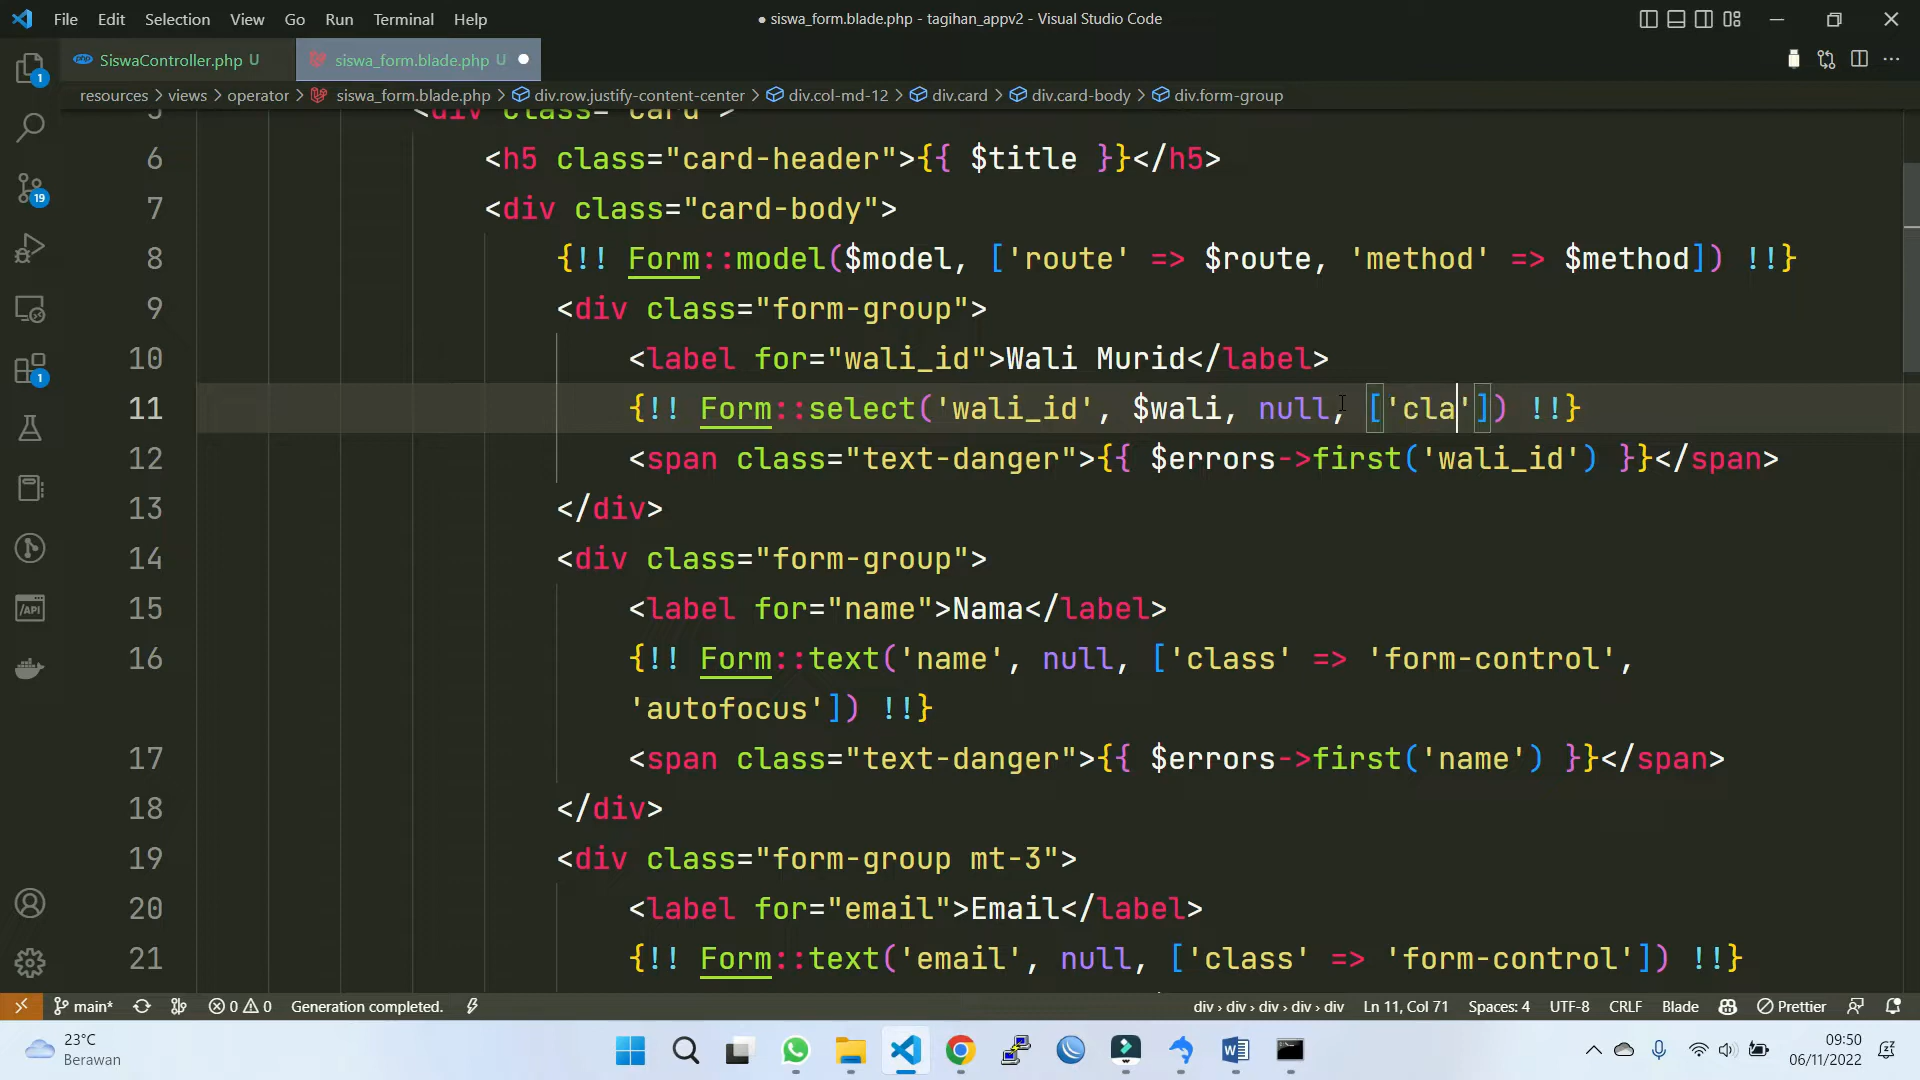 File Edit Selection View Go Run Terminal Help
● siswa_form.blade.php - tagihan_appv2 - Visual Studio Code
SiswaController.php U siswa_form.blade.php U
resources > views > operator > siswa_form.blade.php > div.row.justify-content-center > div.col-md-12 > div.card > div.card-body > div.form-group
5 <div class="card">
6 <h5 class="card-header">{{ $title }}</h5>
7 <div class="card-body">
8 {!! Form::model($model, ['route' => $route, 'method' => $method]) !!}
9 <div class="form-group">
10 <label for="wali_id">Wali Murid</label>
11 {!! Form::select('wali_id', $wali, null, ['cla']) !!}
12 <span class="text-danger">{{ $errors->first('wali_id') }}</span>
13 </div>
14 <div class="form-group">
15 <label for="name">Nama</label>
16 {!! Form::text('name', null, ['class' => 'form-control',
'autofocus']) !!}
17 <span class="text-danger">{{ $errors->first('name') }}</span>
18 </div>
19 <div class="form-group mt-3">
20 <label for="email">Email</label>
21 {!! Form::text('email', null, ['class' => 'form-control']) !!}
1
19
1
/API
main* 0 0 Generation completed. div › div › div › div › div Ln 11, Col 71 Spaces: 4 UTF-8 CRLF Blade Prettier
23°C
Berawan
09:50
06/11/2022